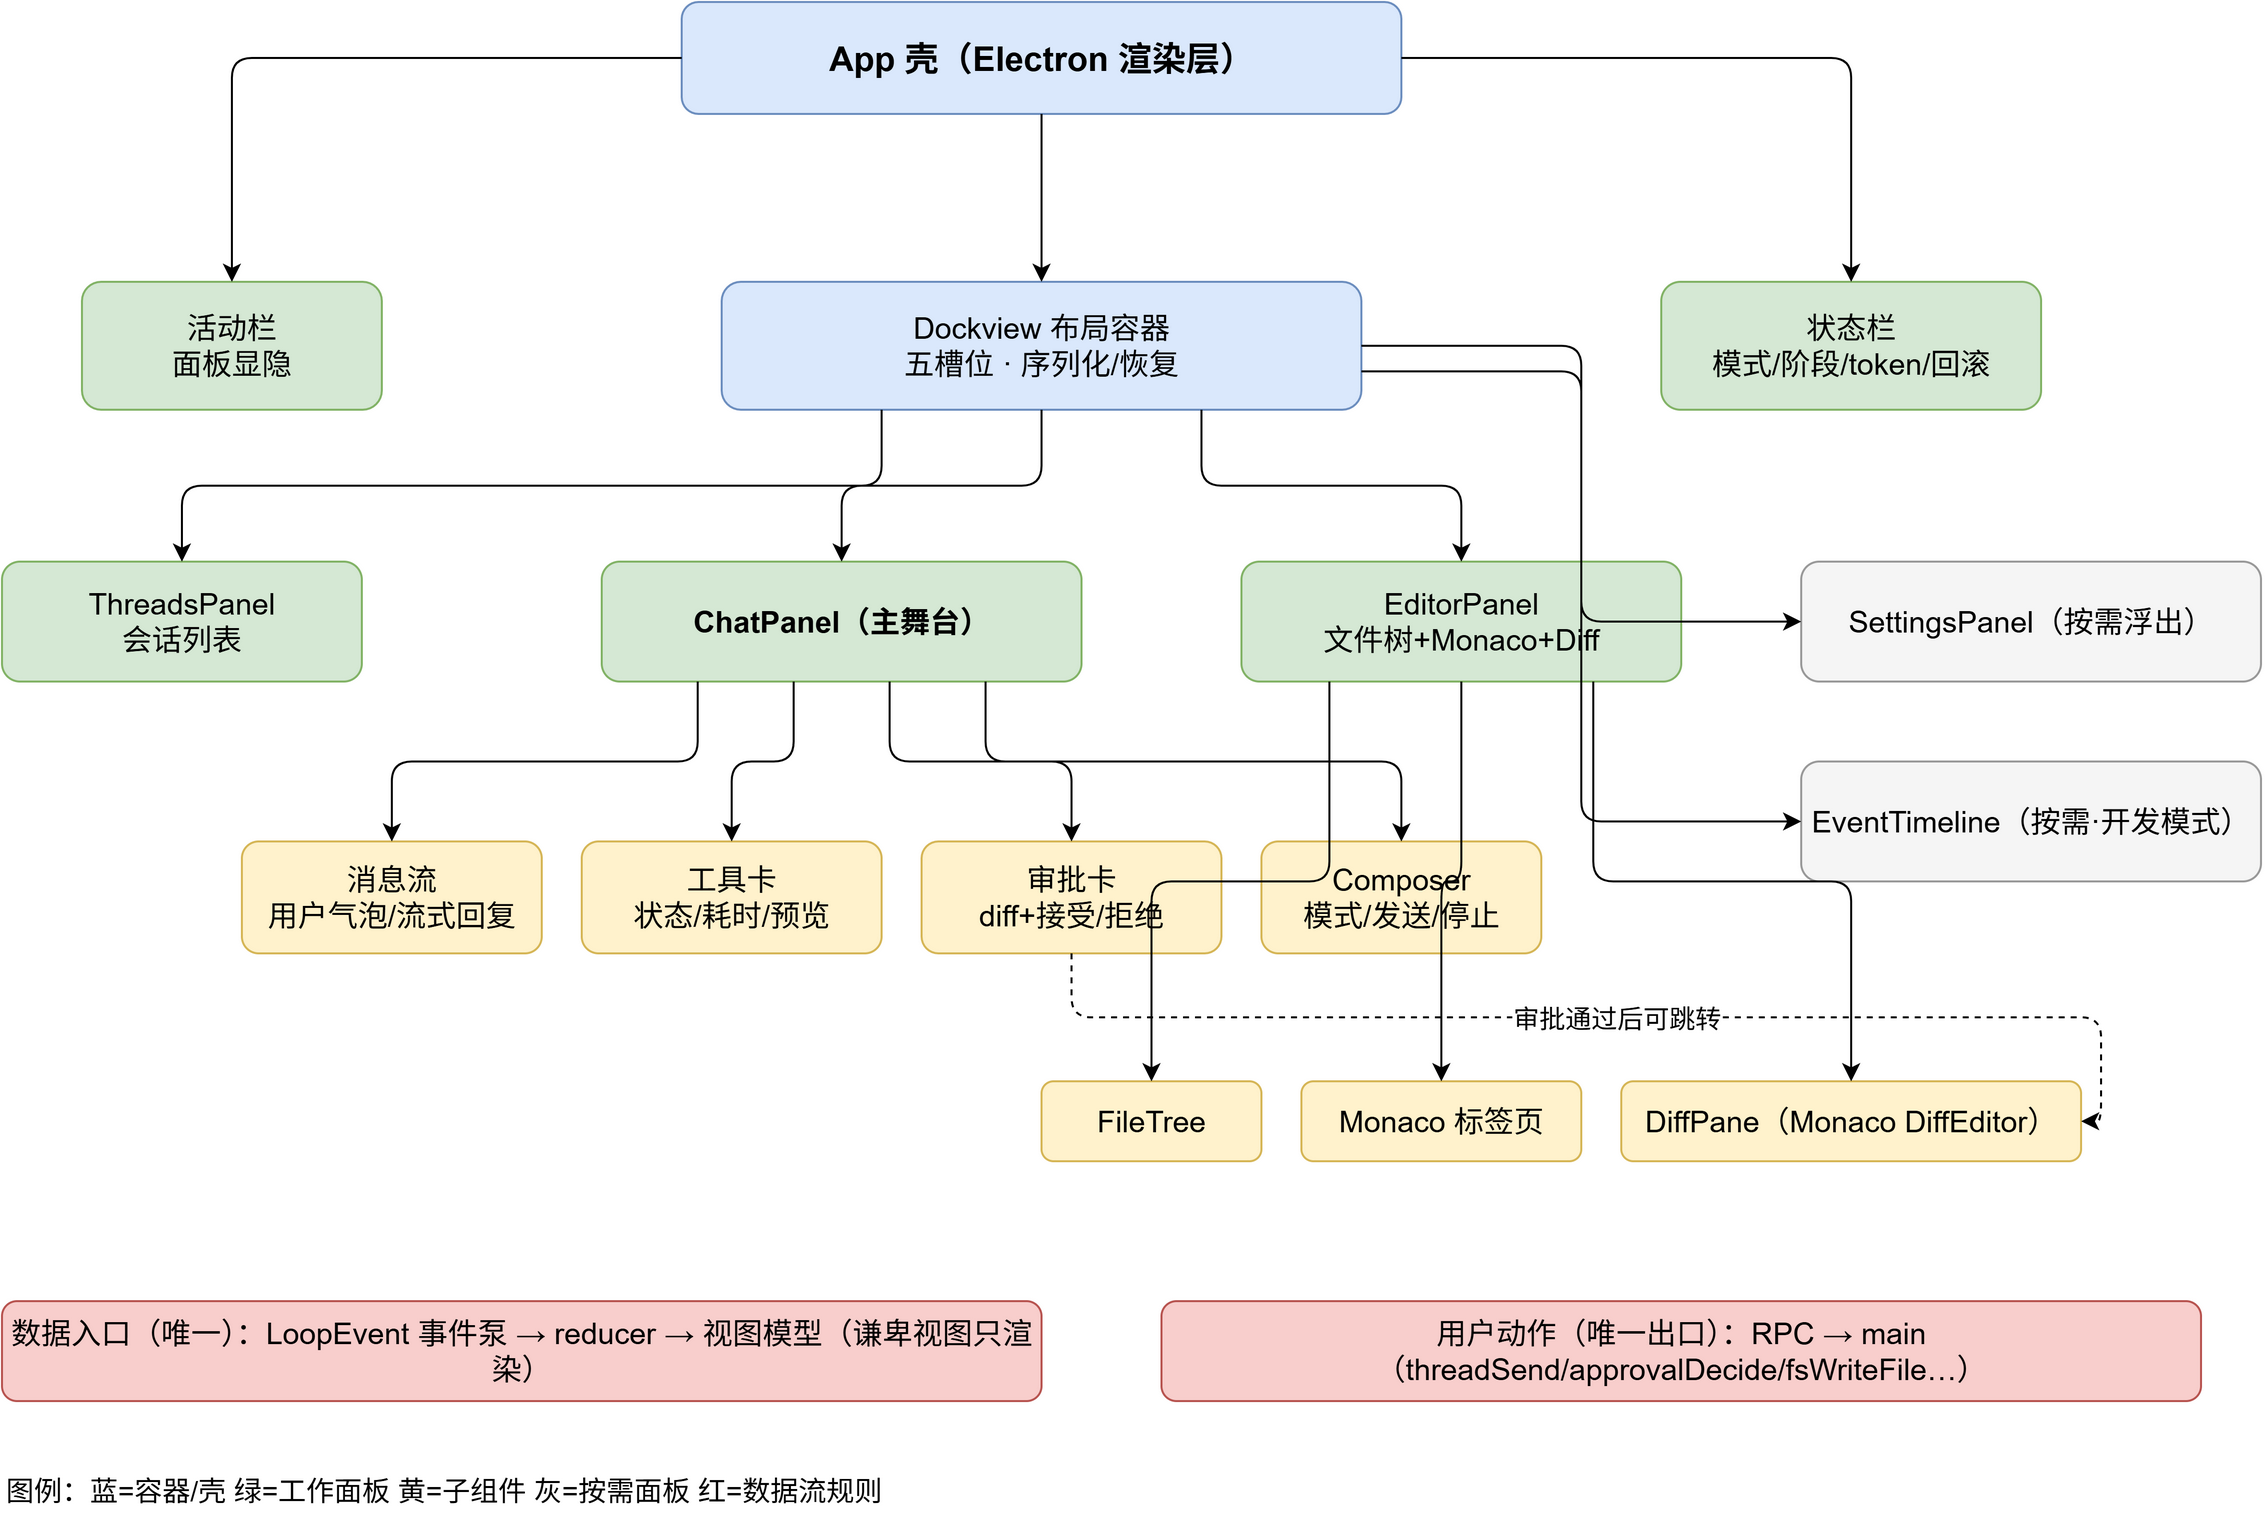 App 壳（Electron 渲染层）
活动栏
面板显隐
Dockview 布局容器
五槽位 · 序列化/恢复
状态栏
模式/阶段/token/回滚
ThreadsPanel
会话列表
ChatPanel（主舞台）
EditorPanel
文件树+Monaco+Diff
SettingsPanel（按需浮出）
EventTimeline（按需·开发模式）
消息流
用户气泡/流式回复
工具卡
状态/耗时/预览
审批卡
diff+接受/拒绝
Composer
模式/发送/停止
审批通过后可跳转
FileTree
Monaco 标签页
DiffPane（Monaco DiffEditor）
数据入口（唯一）：LoopEvent 事件泵 → reducer → 视图模型（谦卑视图只渲
染）
用户动作（唯一出口）：RPC → main
（threadSend/approvalDecide/fsWriteFile…）
图例：蓝=容器/壳 绿=工作面板 黄=子组件 灰=按需面板 红=数据流规则